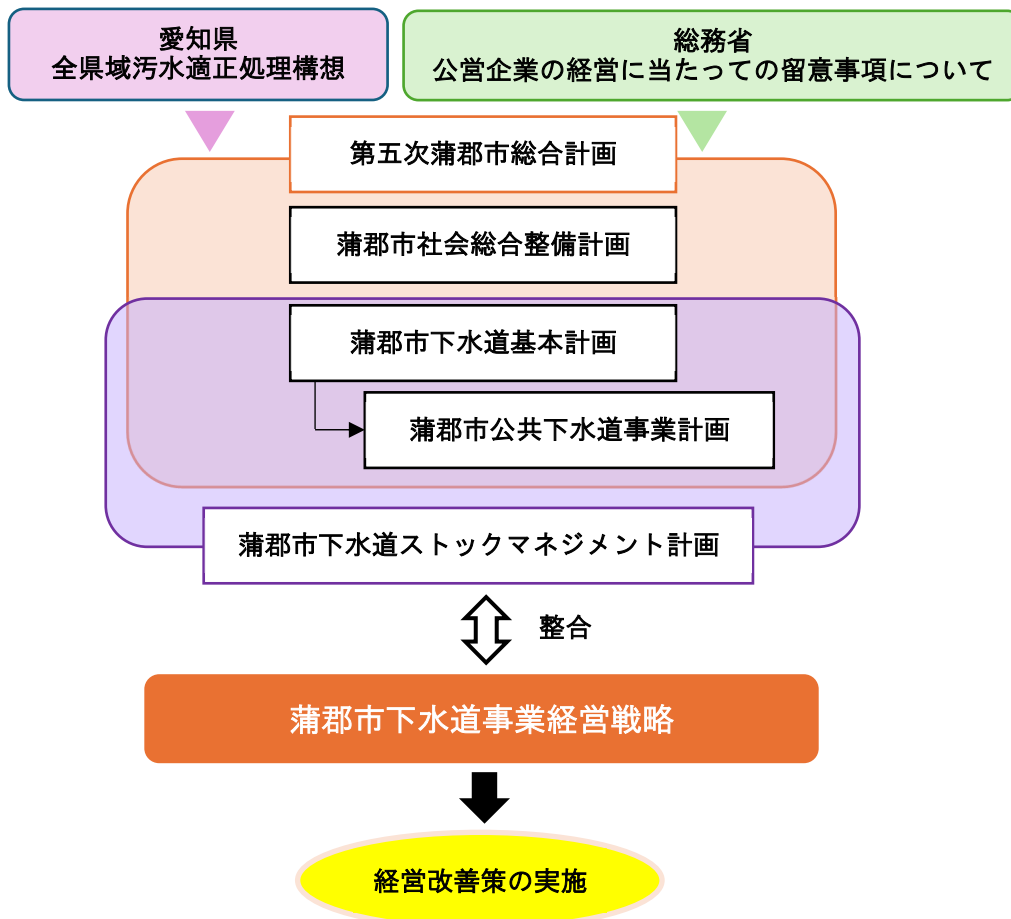 愛知県
全県域汚水適正処理構想
総務省
公営企業の経営に当たっての留意事項について
第五次蒲郡市総合計画
蒲郡市社会総合整備計画
蒲郡市下水道基本計画
蒲郡市公共下水道事業計画
蒲郡市下水道ストックマネジメント計画
整合
蒲郡市下水道事業経営戦略
経営改善策の実施